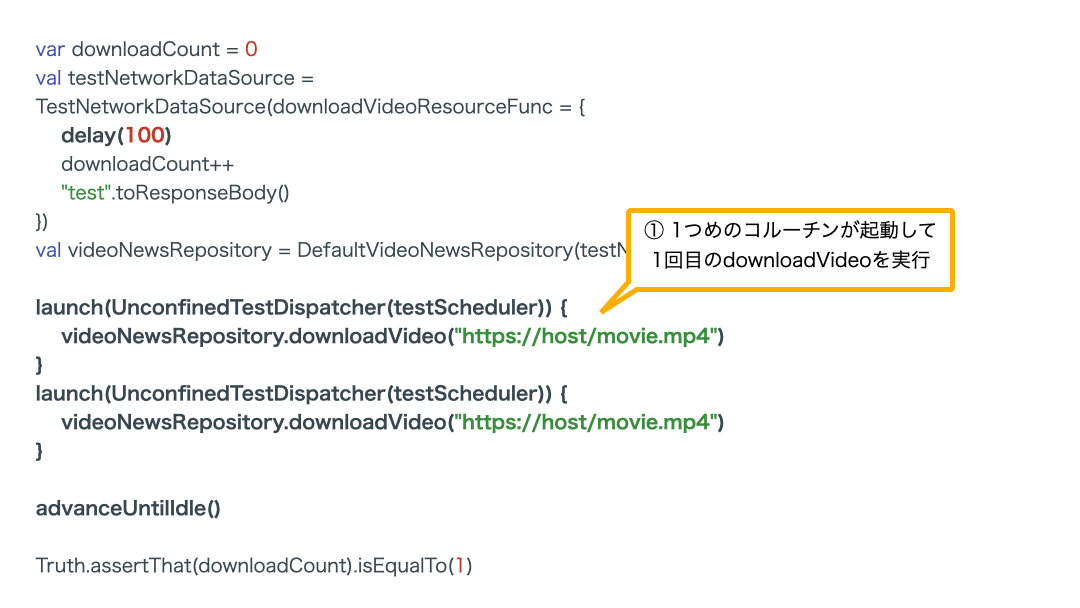 var downloadCount = 0
val testNetworkDataSource =
TestNetworkDataSource(downloadVideoResourceFunc = {
delay(100)
downloadCount++
"test".toResponseBody()
})
val videoNewsRepository = DefaultVideoNewsRepository(
① 1つめのコルーチンが起動して
1回目のdownloadVideoを実行
launch(UnconfinedTestDispatcher(testScheduler)) {
videoNewsRepository.downloadVideo("https://host/movie.mp4")
}
launch(UnconfinedTestDispatcher(testScheduler)) {
videoNewsRepository.downloadVideo("https://host/movie.mp4")
}
advanceUntilIdle()
Truth.assertThat(downloadCount).isEqualTo(1)